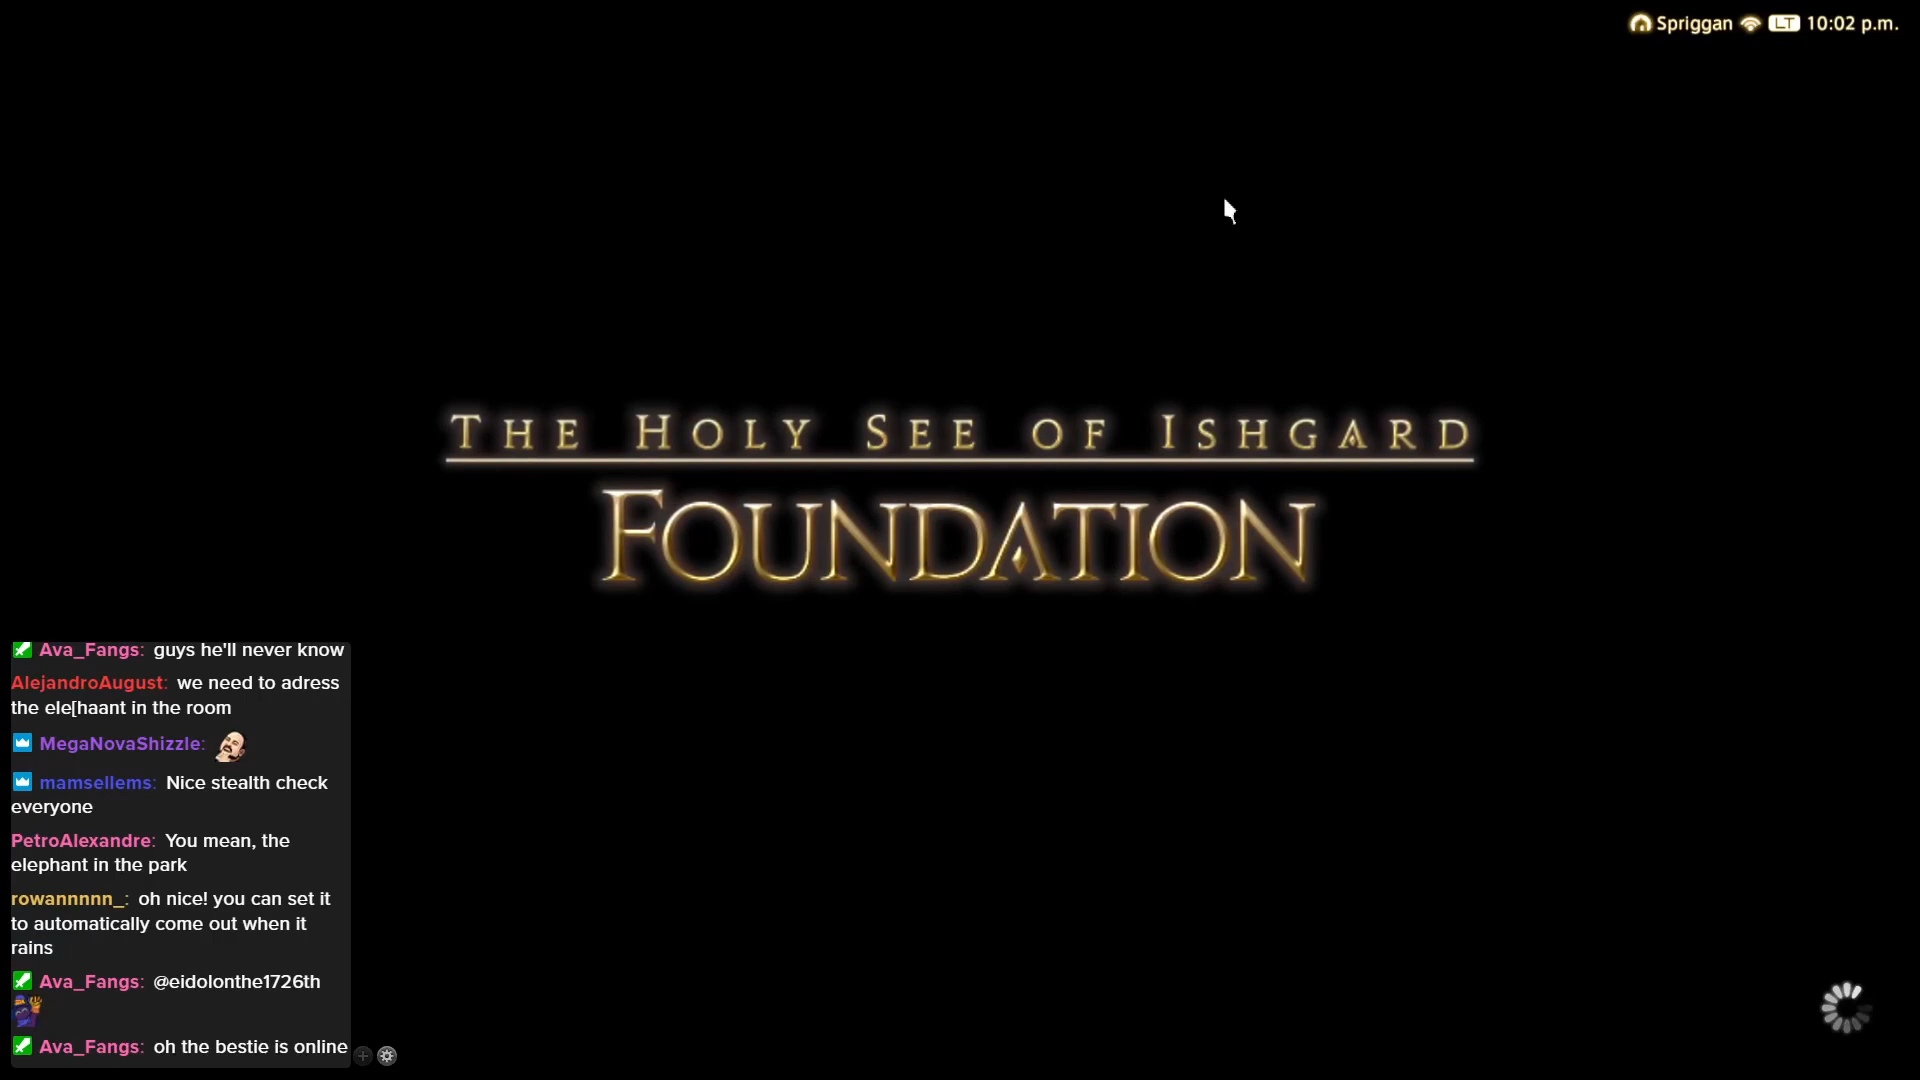 Spriggan LT 10:02 p.m.
THE HOLY SEE OF ISHGARD
FOUNDATION
Ava_Fangs: guys he'll never know
AlejandroAugust: we need to adress
the ele[haant in the room
MegaNovaShizzle:
mamsellems: Nice stealth check
everyone
PetroAlexandre: You mean, the
elephant in the park
rowannnnn_: oh nice! you can set it
to automatically come out when it
rains
Ava_Fangs: @eidolonthe1726th
Ava_Fangs: oh the bestie is online